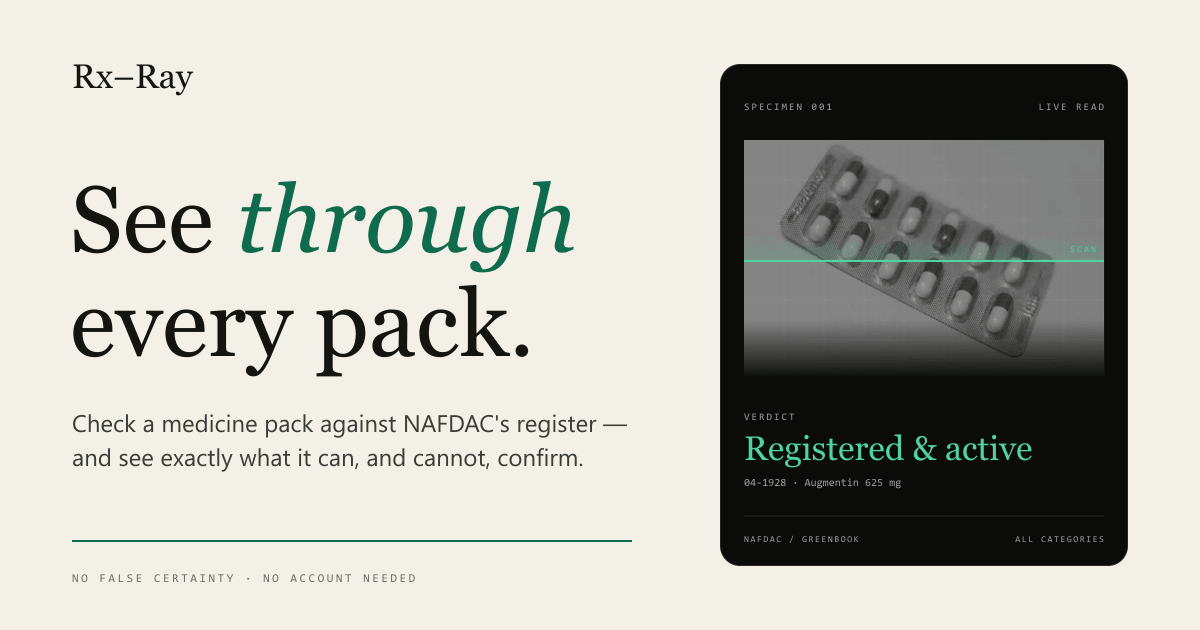 Rx–Ray
See through
every pack.
Check a medicine pack against NAFDAC's register —
and see exactly what it can, and cannot, confirm.
NO FALSE CERTAINTY · NO ACCOUNT NEEDED
SPECIMEN 001
LIVE READ
SCAN
VERDICT
Registered & active
04-1928 · Augmentin 625 mg
NAFDAC / GREENBOOK
ALL CATEGORIES